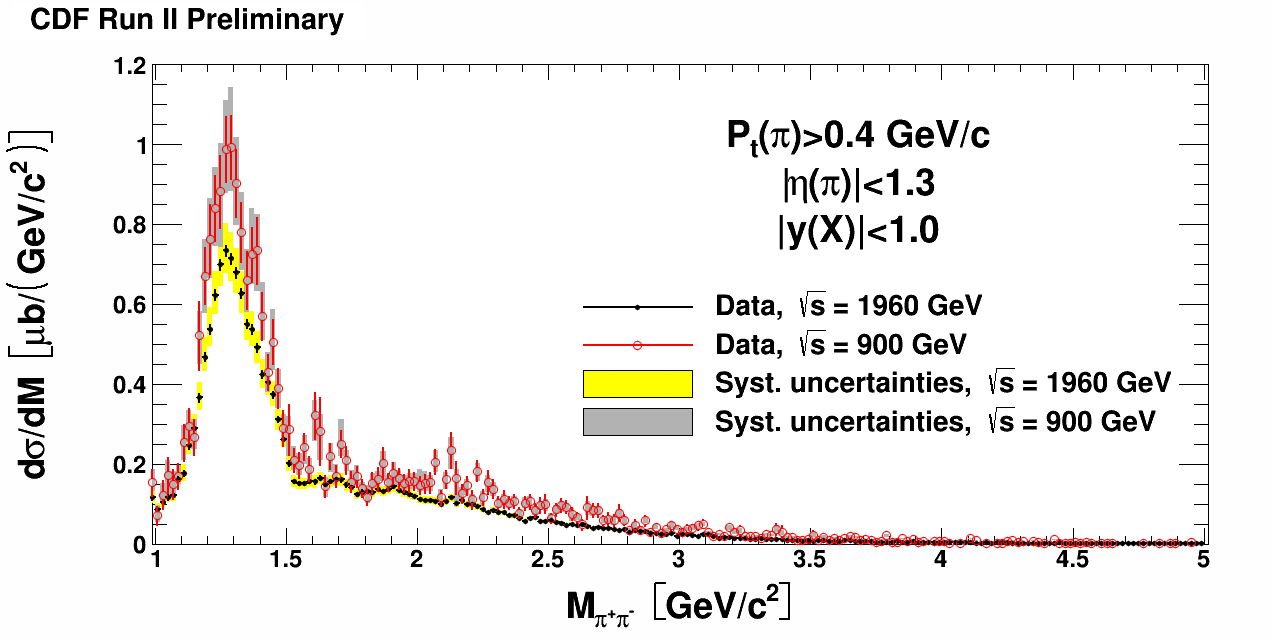 CDF Run II Preliminary
dσ/dM [μb/(GeV/c²)]
1.2
1
0.8
0.6
0.4
0.2
0
Pt(π)>0.4 GeV/c
|η(π)|<1.3
|y(X)|<1.0
Data, √s = 1960 GeV
Data, √s = 900 GeV
Syst. uncertainties, √s = 1960 GeV
Syst. uncertainties, √s = 900 GeV
1 1.5 2 2.5 3 3.5 4 4.5 5
Mπ⁺π⁻ [GeV/c²]